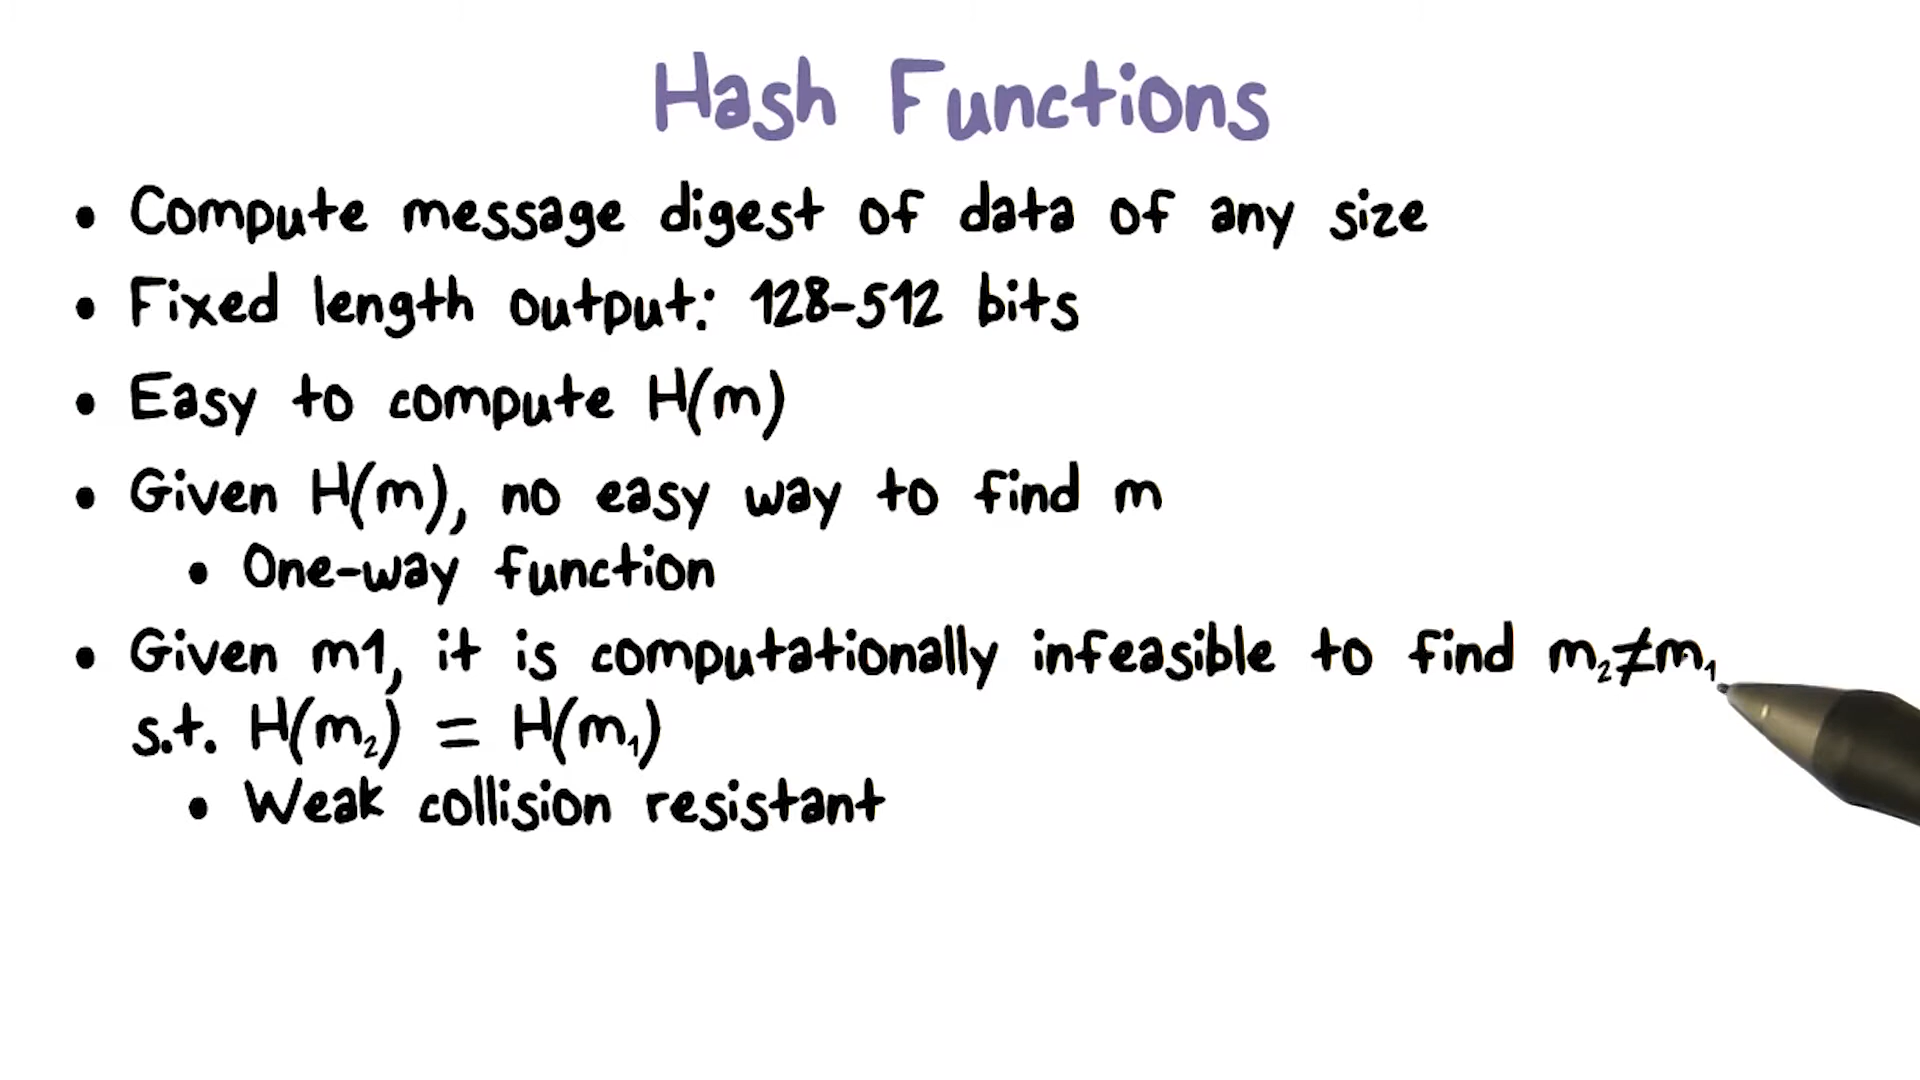 Hash Functions
• Compute message digest of data of any size
• Fixed length output: 128-512 bits
• Easy to compute H(m)
• Given H(m), no easy way to find m
• One-way function
• Given m1, it is computationally infeasible to find m₂≠m₁
s.t. H(m₂) = H(m₁)
• Weak collision resistant